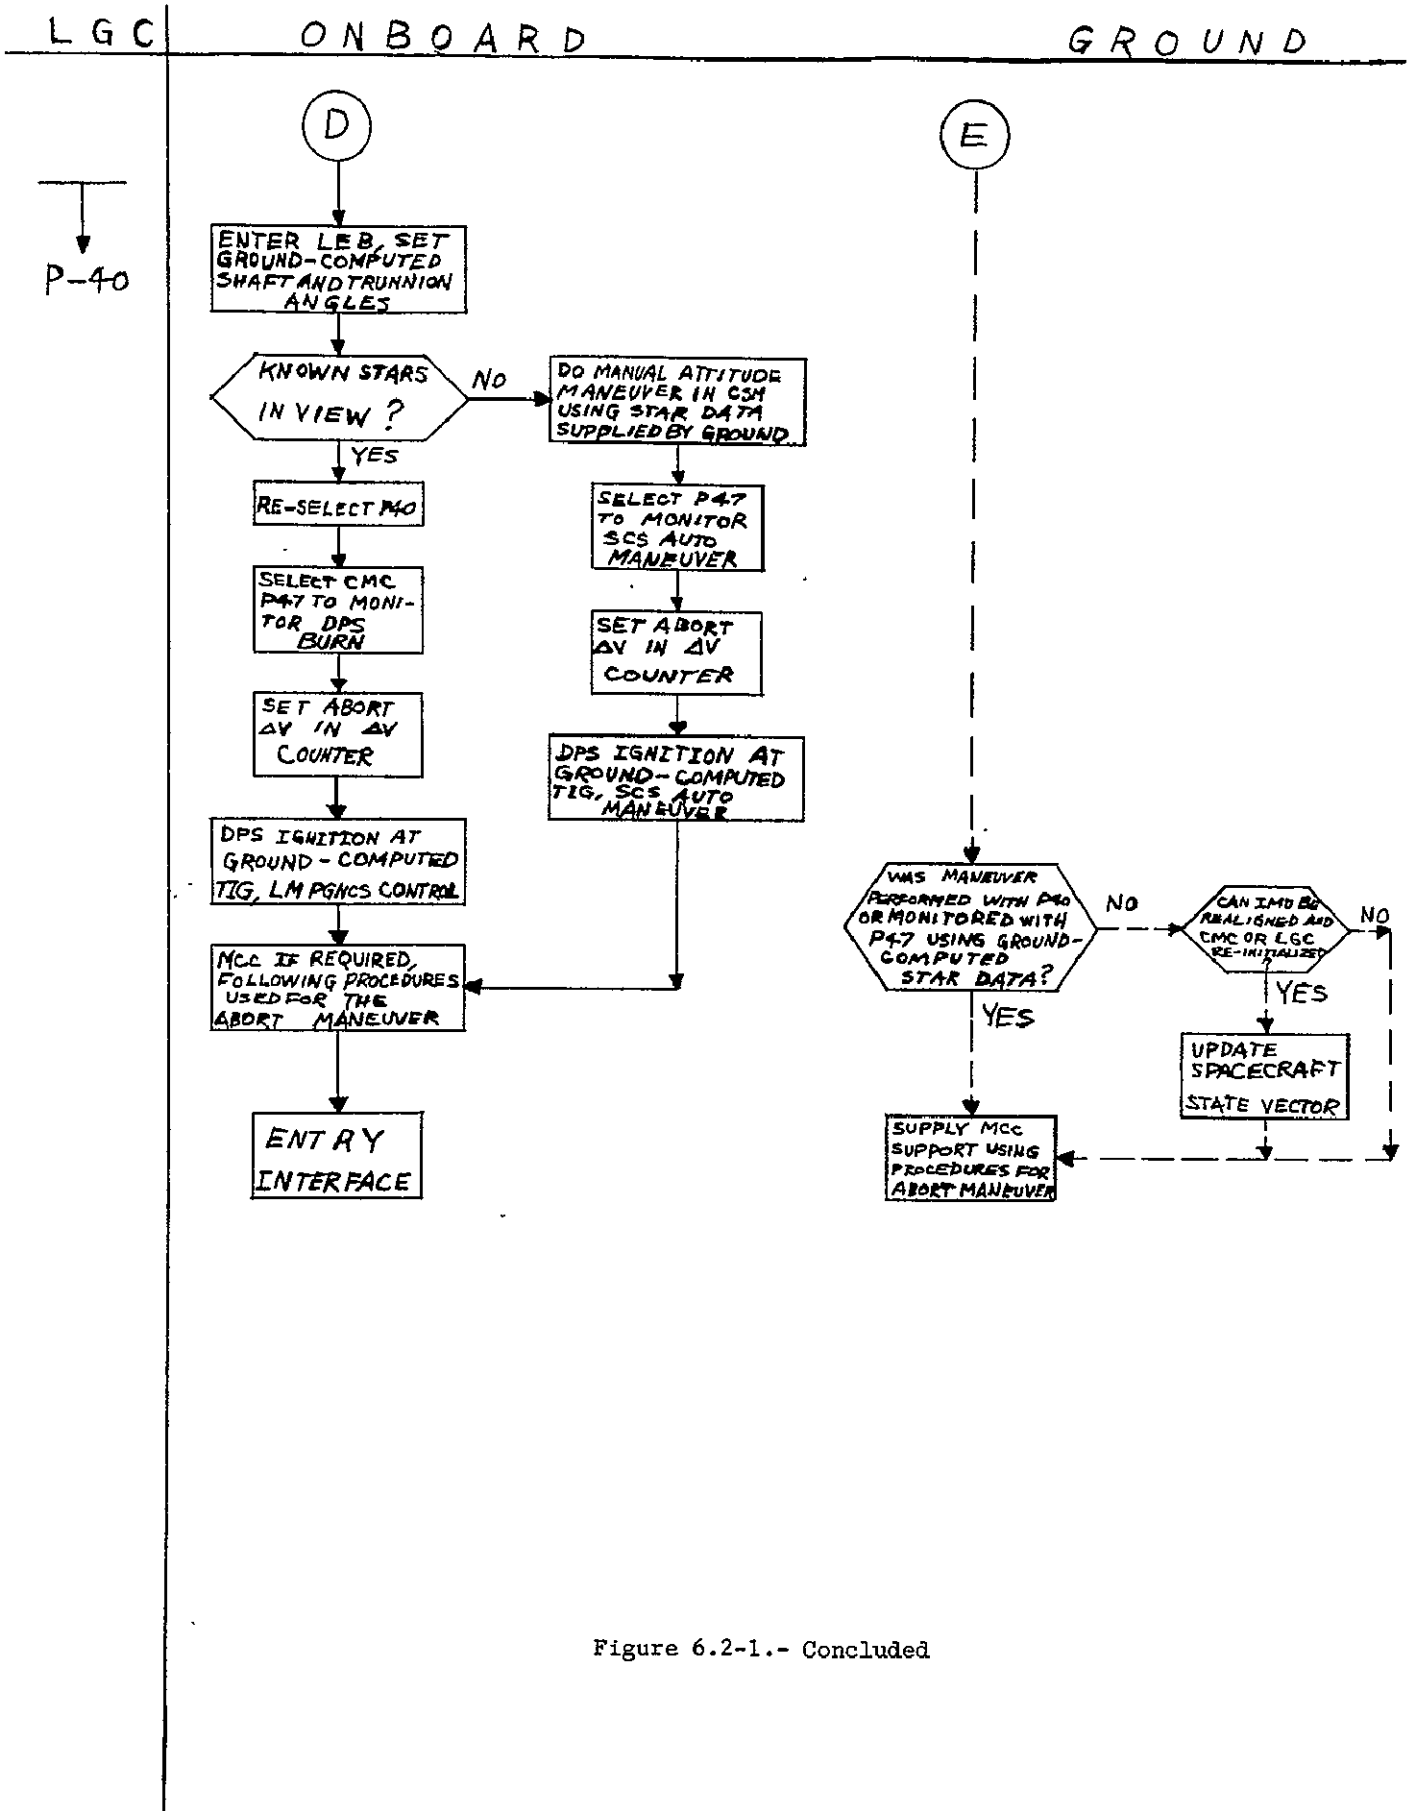 LGC
ONBOARD
GROUND
D
E
P-40
ENTER LEB, SET
GROUND-COMPUTED
SHAFT AND TRUNNION
ANGLES
KNOWN STARS
IN VIEW?
NO
YES
DO MANUAL ATTITUDE
MANEUVER IN CSM
USING STAR DATA
SUPPLIED BY GROUND
RE-SELECT P40
SELECT P47
TO MONITOR
SCS AUTO
MANEUVER
SELECT CMC
P47 TO MONI-
TOR DPS
BURN
SET ABORT
ΔV IN ΔV
COUNTER
SET ABORT
ΔV IN ΔV
COUNTER
DPS IGNITION AT
GROUND-COMPUTED
TIG, SCS AUTO
MANEUVER
DPS IGNITION AT
GROUND-COMPUTED
TIG, LM PGNCS CONTROL
MCC IF REQUIRED,
FOLLOWING PROCEDURES
USED FOR THE
ABORT MANEUVER
ENTRY
INTERFACE
WAS MANEUVER
PERFORMED WITH P40
OR MONITORED WITH
P47 USING GROUND-
COMPUTED
STAR DATA?
NO
YES
CAN IMU BE
REALIGNED AND
CMC OR LGC
RE-INITIALIZED
?
NO
YES
UPDATE
SPACECRAFT
STATE VECTOR
SUPPLY MCC
SUPPORT USING
PROCEDURES FOR
ABORT MANEUVER
Figure 6.2-1.- Concluded